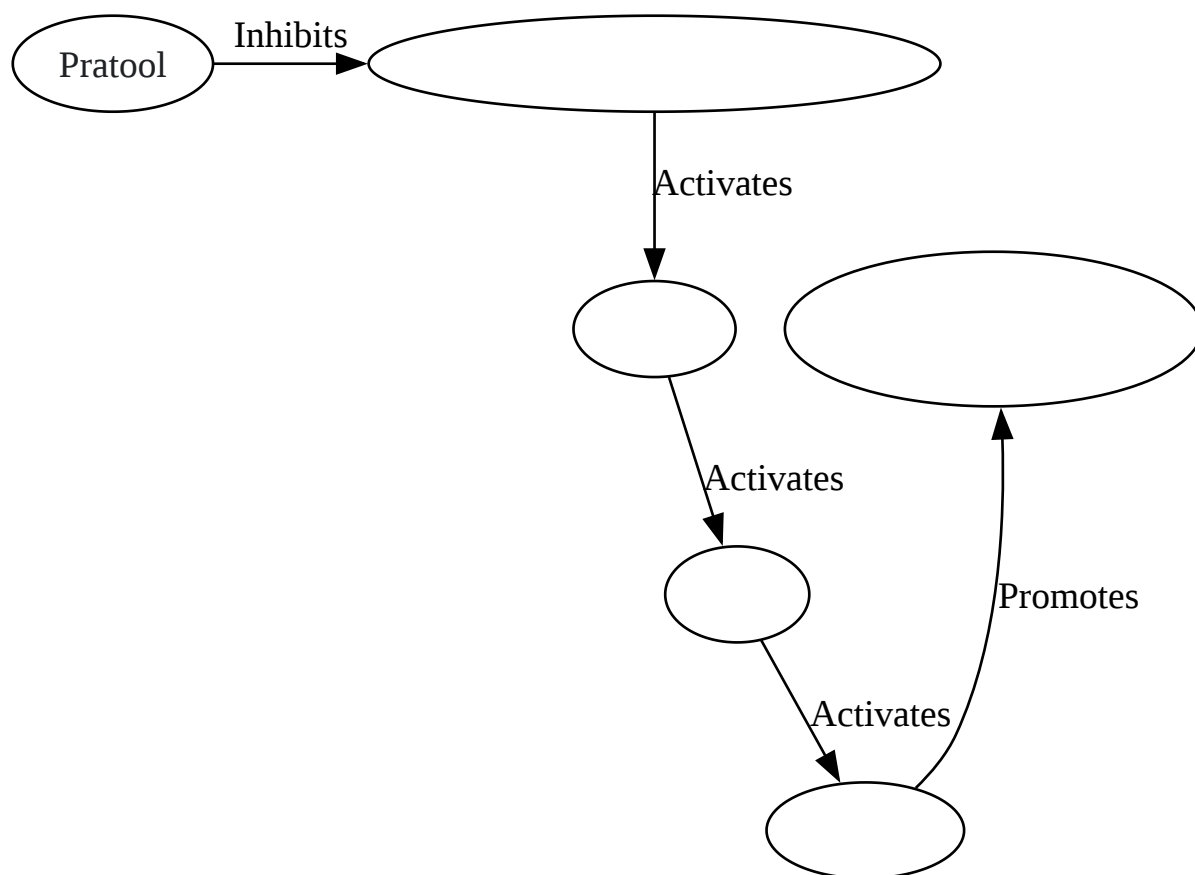 Inhibits
Pratool
Activates
Activates
Promotes
Activates